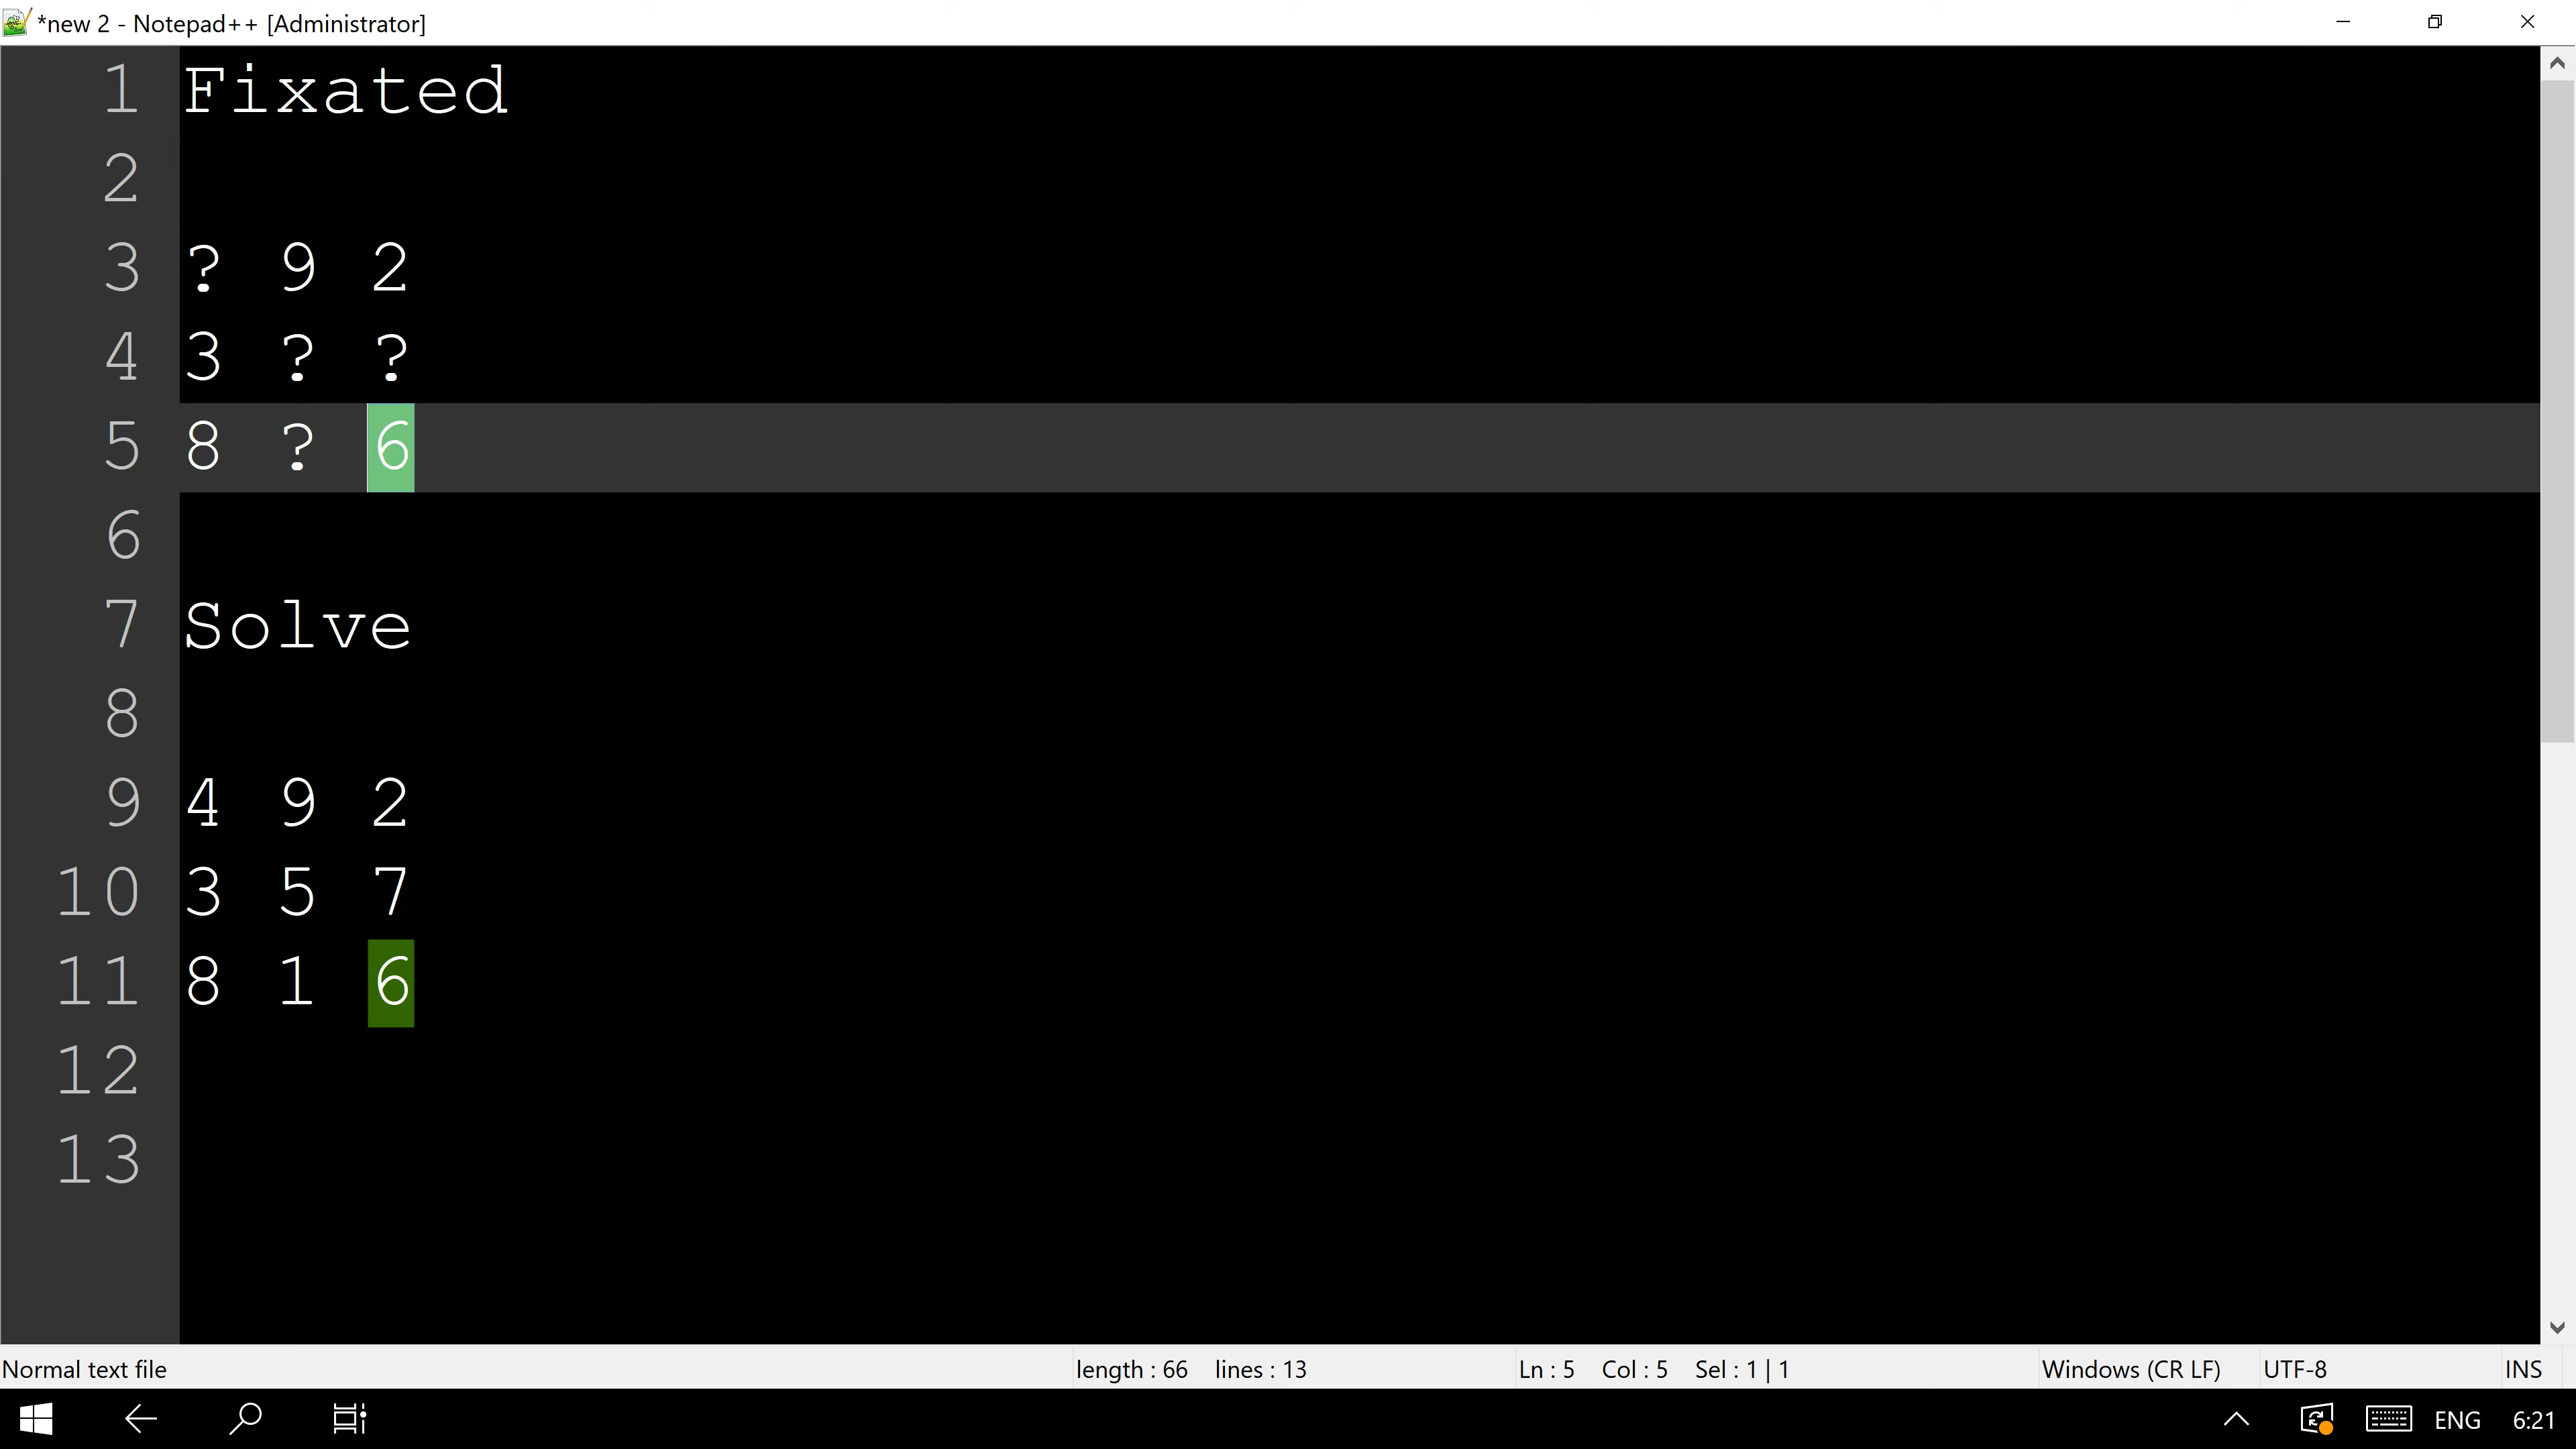 *new 2 - Notepad++ [Administrator]
1 Fixated
2
3 ? 9 2
4 3 ? ?
5 8 ? 6
6
7 Solve
8
9 4 9 2
10 3 5 7
11 8 1 6
12
13
Normal text file length : 66 lines : 13 Ln : 5 Col : 5 Sel : 1 | 1 Windows (CR LF) UTF-8 INS
ENG 6:21